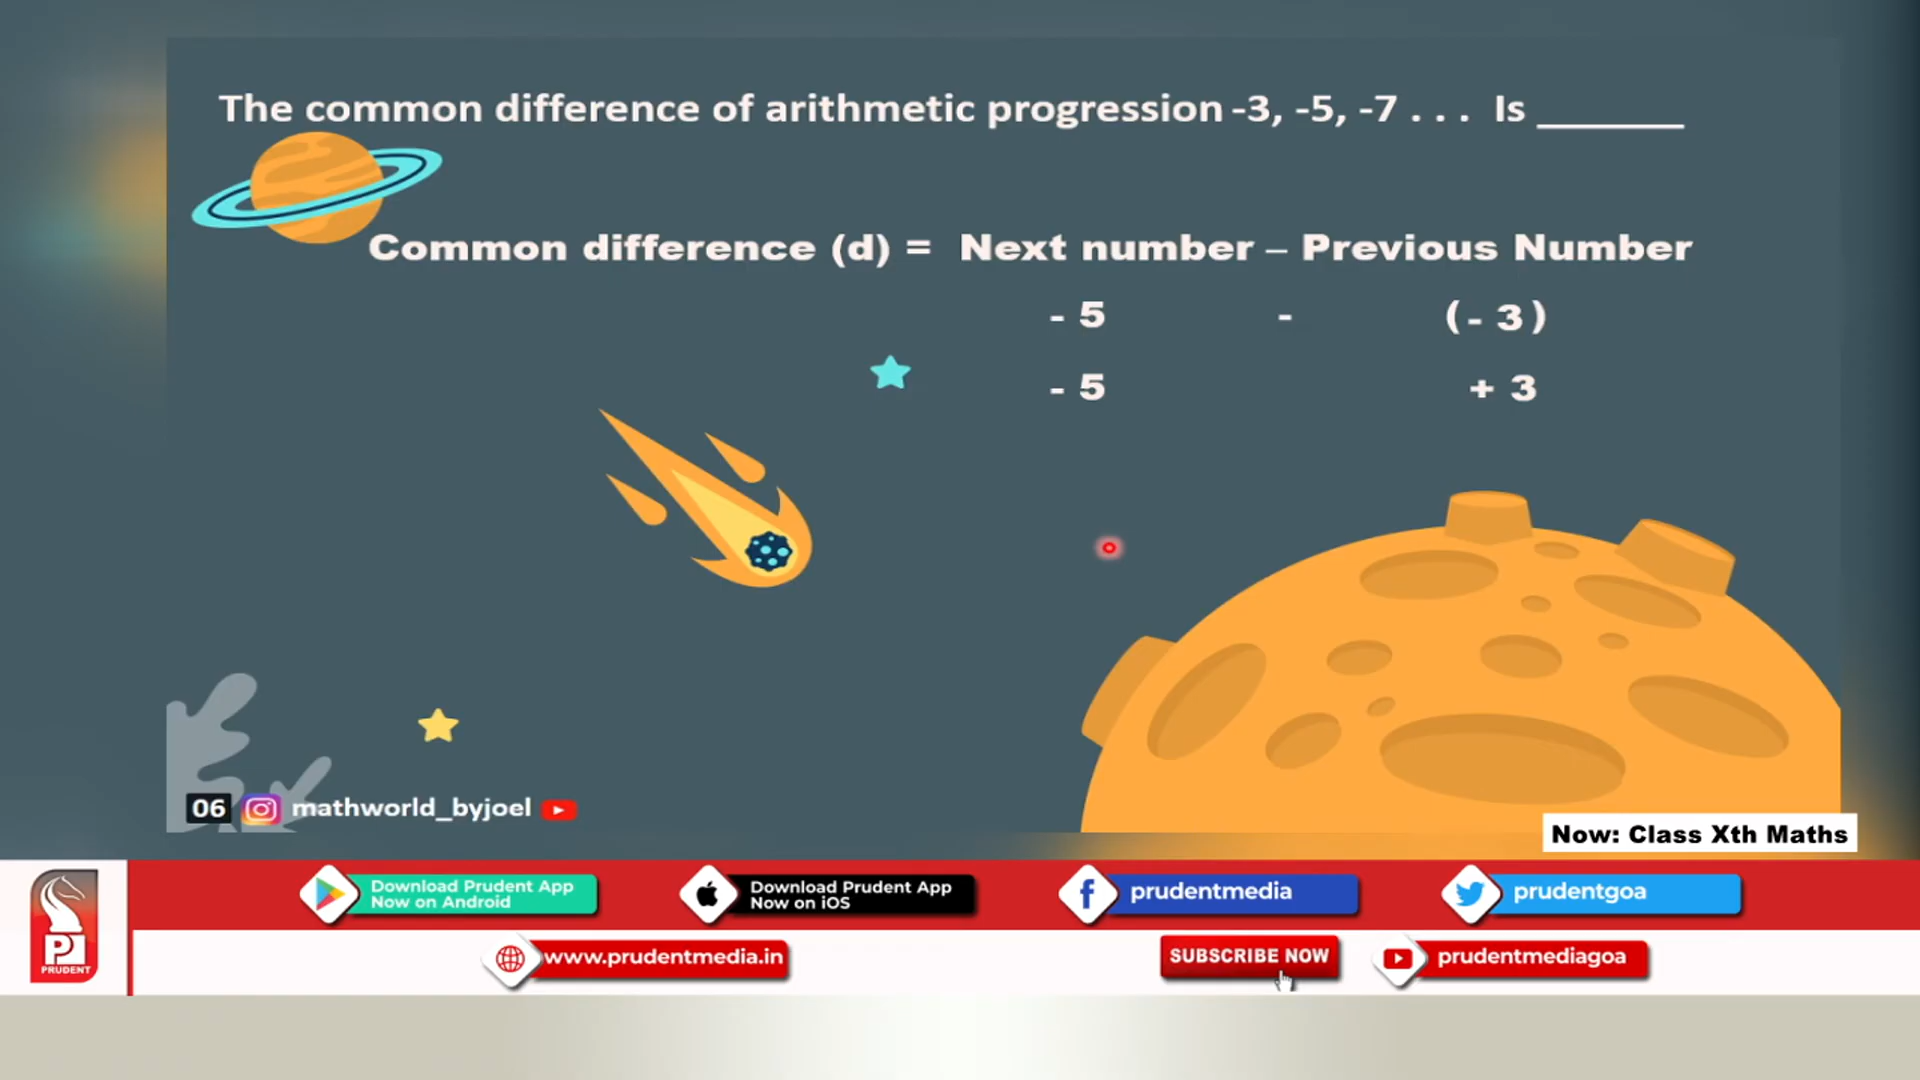 The common difference of arithmetic progression -3, -5, -7 . . . Is _______
Common difference (d) = Next number – Previous Number
- 5 - (- 3)
- 5 + 3
06 mathworld_byjoel
Now: Class Xth Maths
Download Prudent App
Now on Android
Download Prudent App
Now on iOS
prudentmedia
prudentgoa
PRUDENT
www.prudentmedia.in
SUBSCRIBE NOW
prudentmediagoa